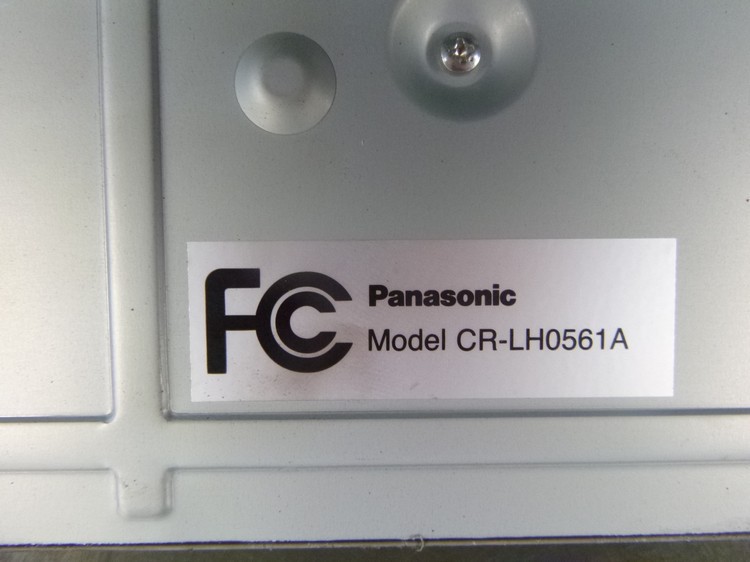 FC
Panasonic
Model CR-LH0561A